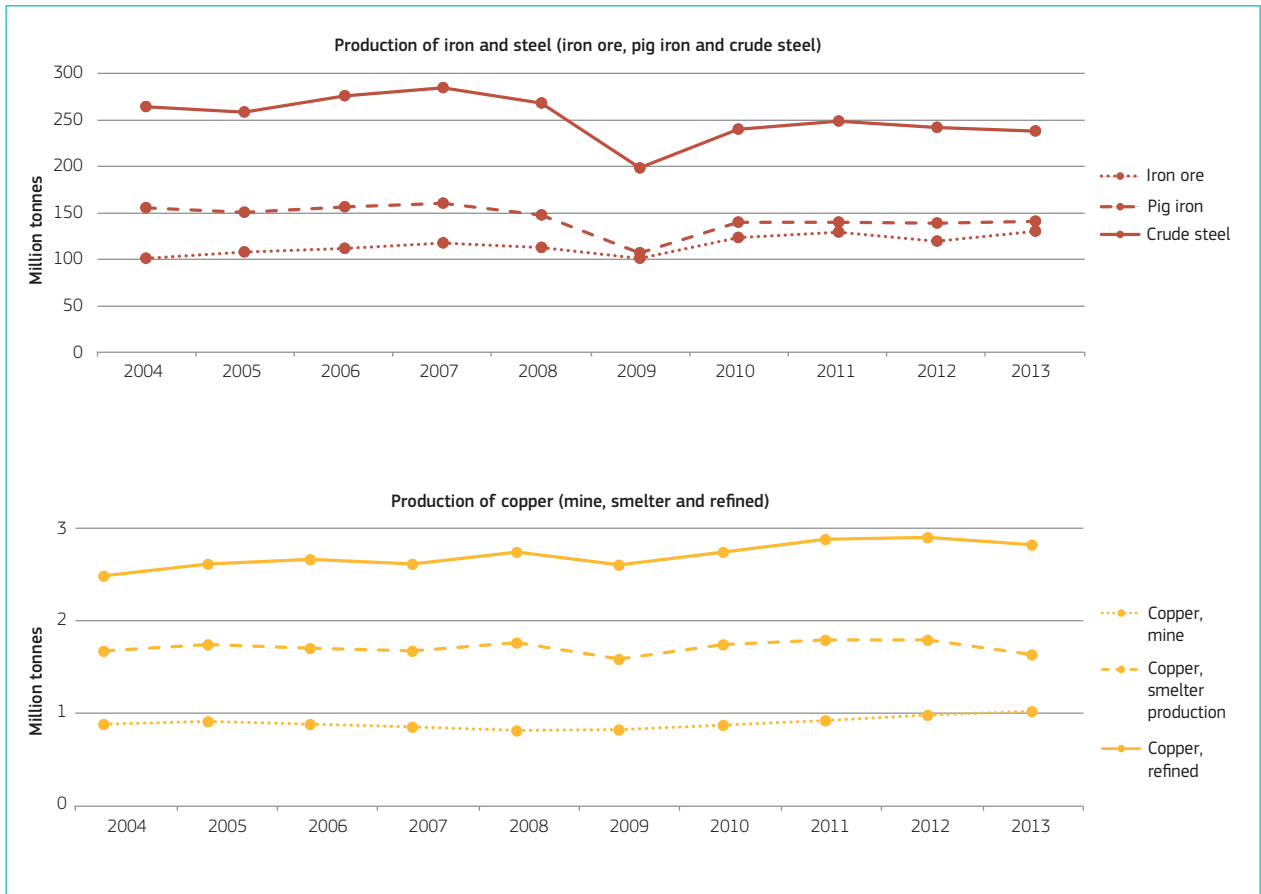 Production of iron and steel (iron ore, pig iron and crude steel)
Million tonnes
300
250
200
150
100
50
0
2004 2005 2006 2007 2008 2009 2010 2011 2012 2013
Iron ore
Pig iron
Crude steel
Production of copper (mine, smelter and refined)
Million tonnes
3
2
1
0
2004 2005 2006 2007 2008 2009 2010 2011 2012 2013
Copper,
mine
Copper,
smelter
production
Copper,
refined